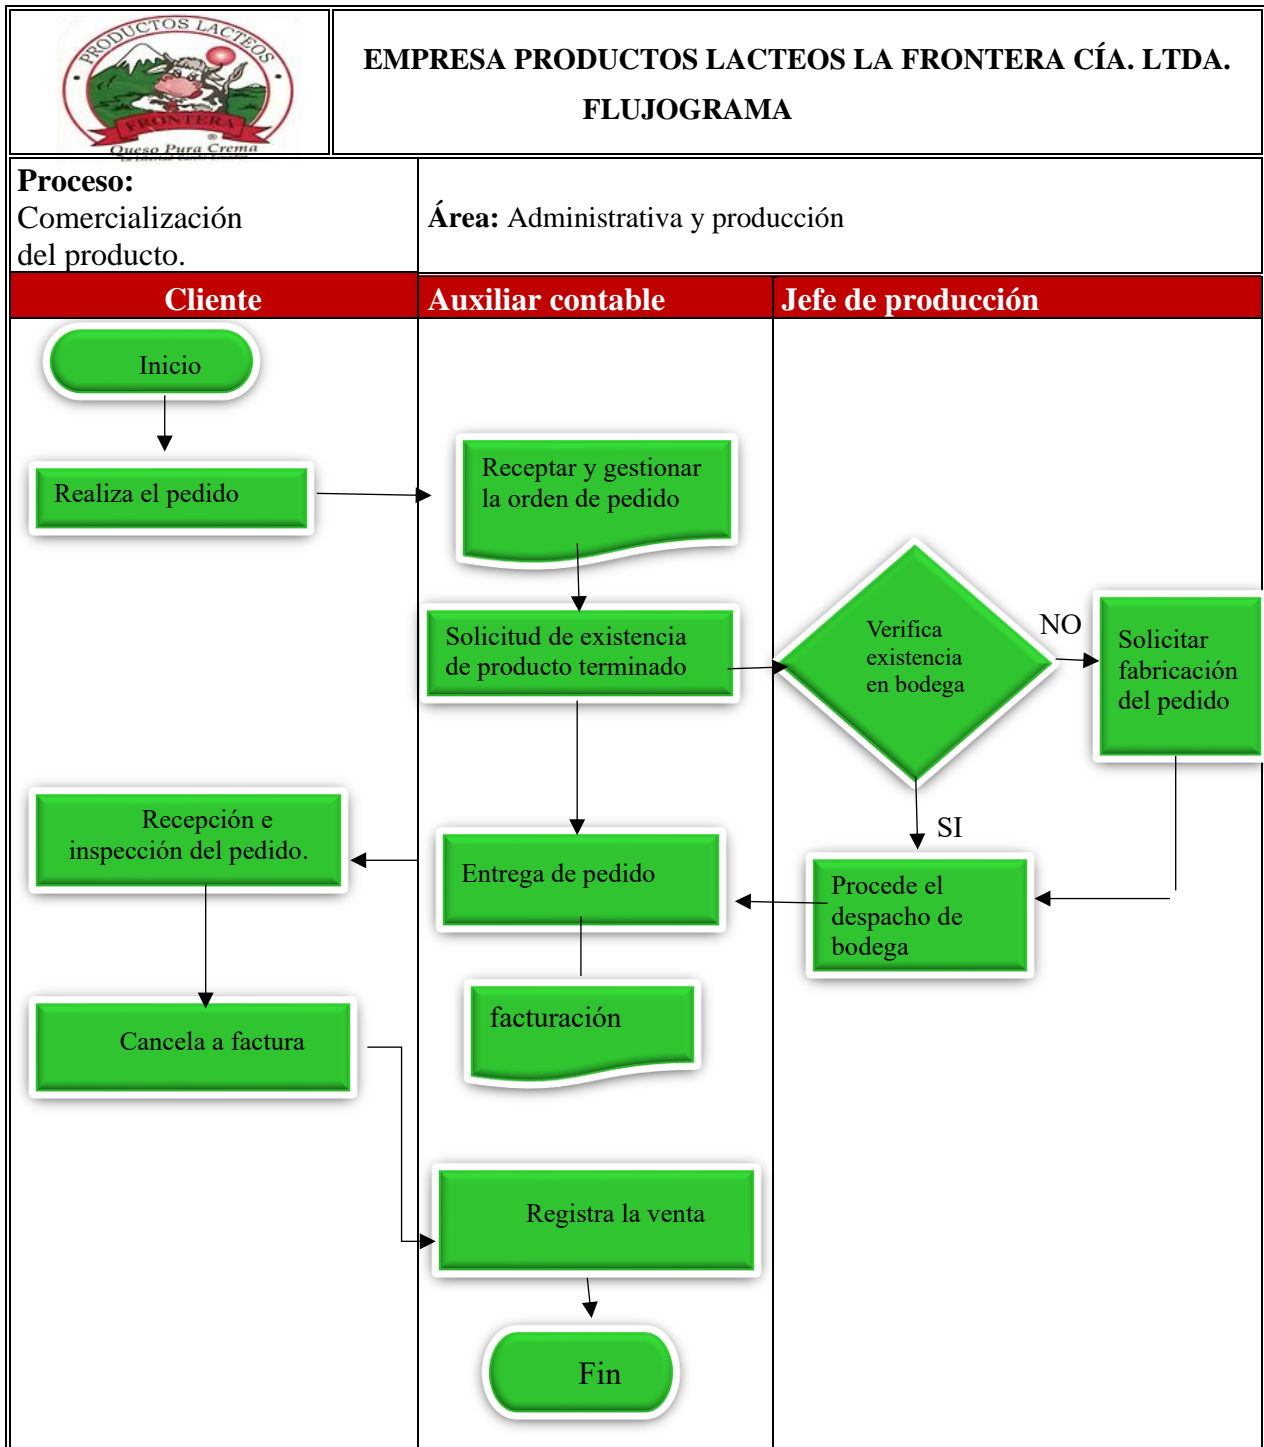 PRODUCTOS LACTEOS
FRONTERA
®
Queso Pura Crema
EMPRESA PRODUCTOS LACTEOS LA FRONTERA CÍA. LTDA.
FLUJOGRAMA
Proceso:
Comercialización
del producto.
Área: Administrativa y producción
Cliente
Auxiliar contable
Jefe de producción
Inicio
Realiza el pedido
Receptar y gestionar
la orden de pedido
Solicitud de existencia
de producto terminado
Verifica
existencia
en bodega
NO
Solicitar
fabricación
del pedido
SI
Recepción e
inspección del pedido.
Entrega de pedido
Procede el
despacho de
bodega
Cancela a factura
facturación
Registra la venta
Fin